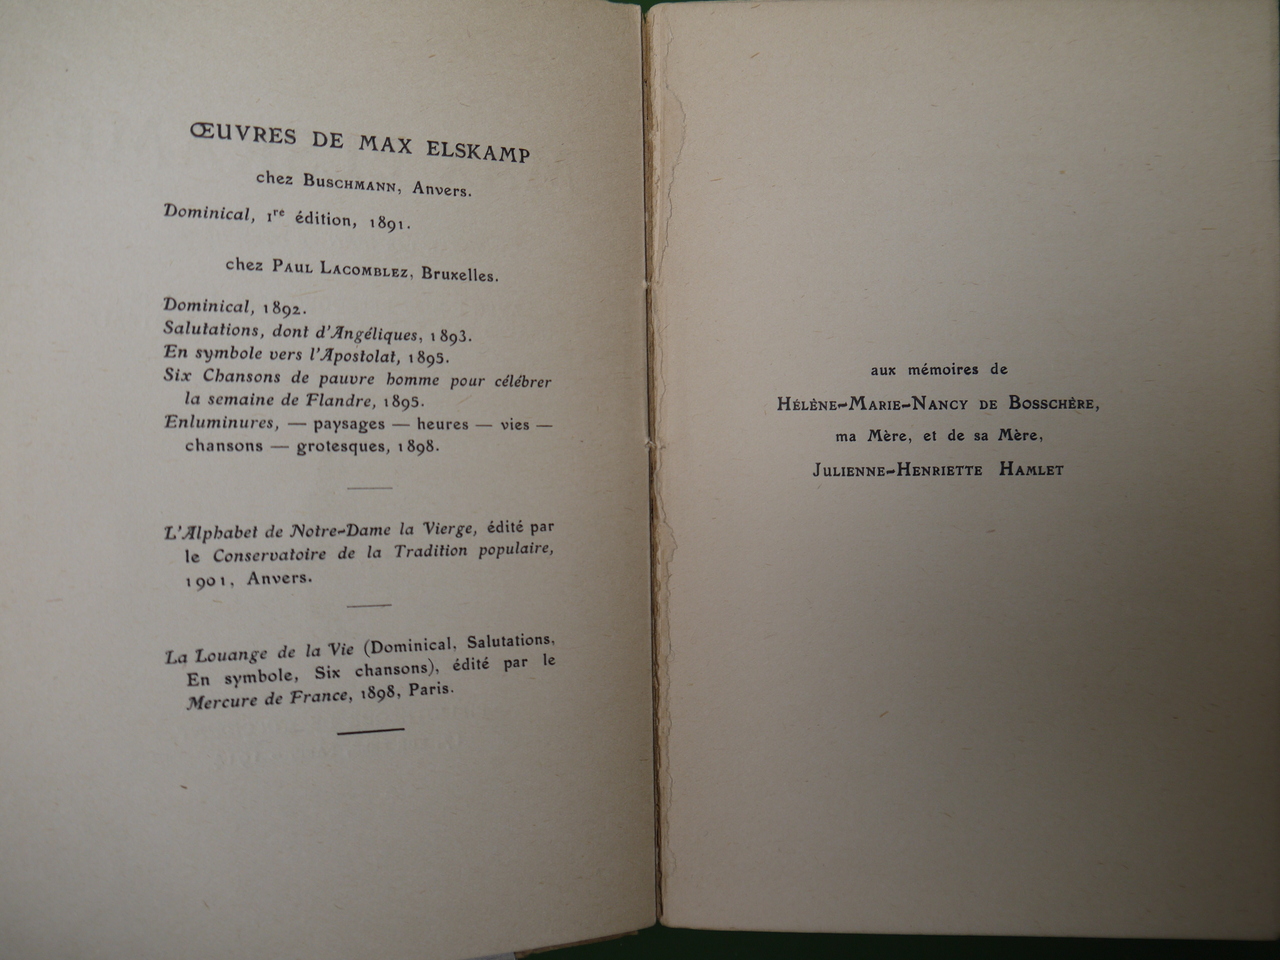 ŒUVRES DE MAX ELSKAMP
chez BUSCHMANN, Anvers.
Dominical, 1re édition, 1891.
chez PAUL LACOMBLEZ, Bruxelles.
Dominical, 1892.
Salutations, dont d'Angéliques, 1893.
En symbole vers l'Apostolat, 1895.
Six Chansons de pauvre homme pour célébrer
la semaine de Flandre, 1895.
Enluminures, — paysages — heures — vies —
chansons — grotesques, 1898.
L'Alphabet de Notre-Dame la Vierge, édité par
le Conservatoire de la Tradition populaire,
1901, Anvers.
La Louange de la Vie (Dominical, Salutations,
En symbole, Six chansons), édité par le
Mercure de France, 1898, Paris.
aux mémoires de
HÉLÈNE-MARIE-NANCY DE BOSSCHÈRE,
ma Mère, et de sa Mère,
JULIENNE-HENRIETTE HAMLET